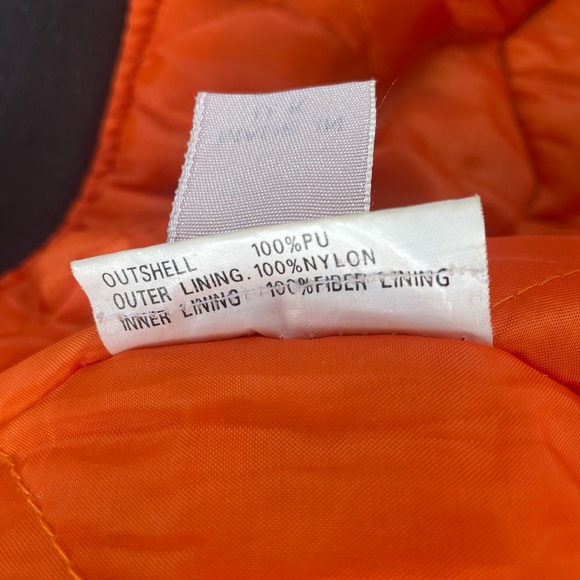 OUTSHELL 100%PU
OUTER LINING. 100%NYLON
INNER LINING 100%FIBER LINING